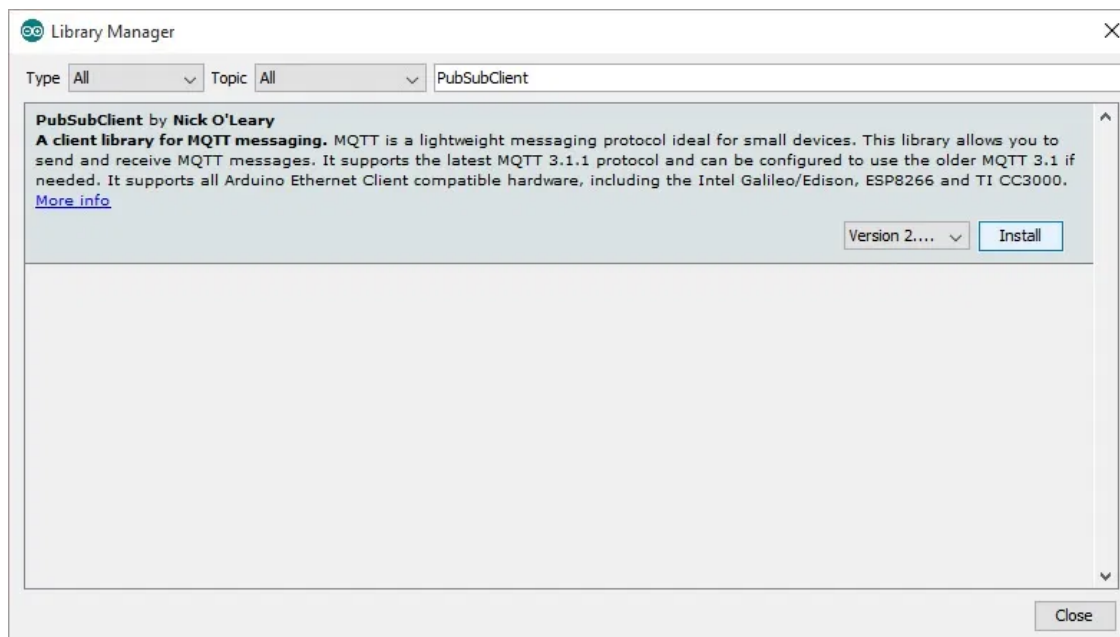 Library Manager
Type All Topic All PubSubClient
PubSubClient by Nick O'Leary
A client library for MQTT messaging. MQTT is a lightweight messaging protocol ideal for small devices. This library allows you to
send and receive MQTT messages. It supports the latest MQTT 3.1.1 protocol and can be configured to use the older MQTT 3.1 if
needed. It supports all Arduino Ethernet Client compatible hardware, including the Intel Galileo/Edison, ESP8266 and TI CC3000.
More info
Version 2.... Install
Close